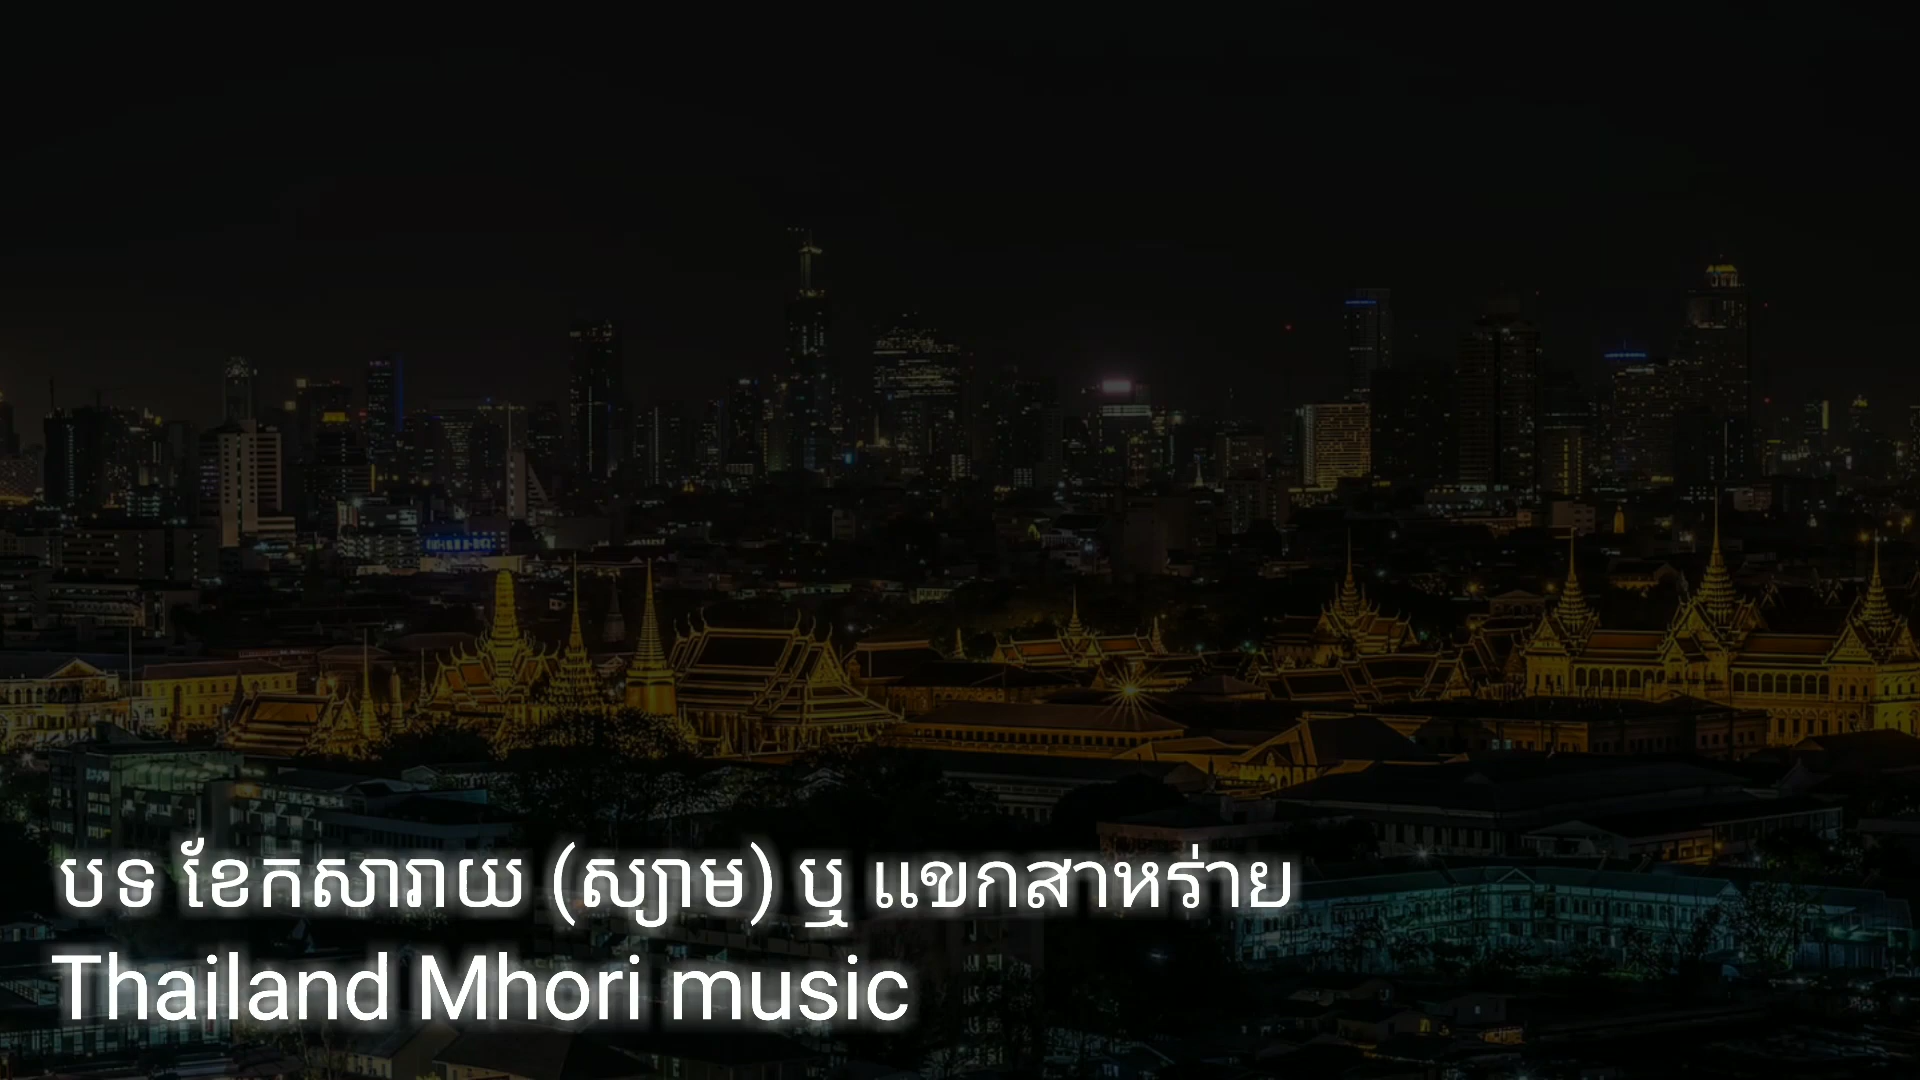 បទ ខែកសារាយ (ស្យាម) ឬ แขกสาหร่าย
Thailand Mhori music